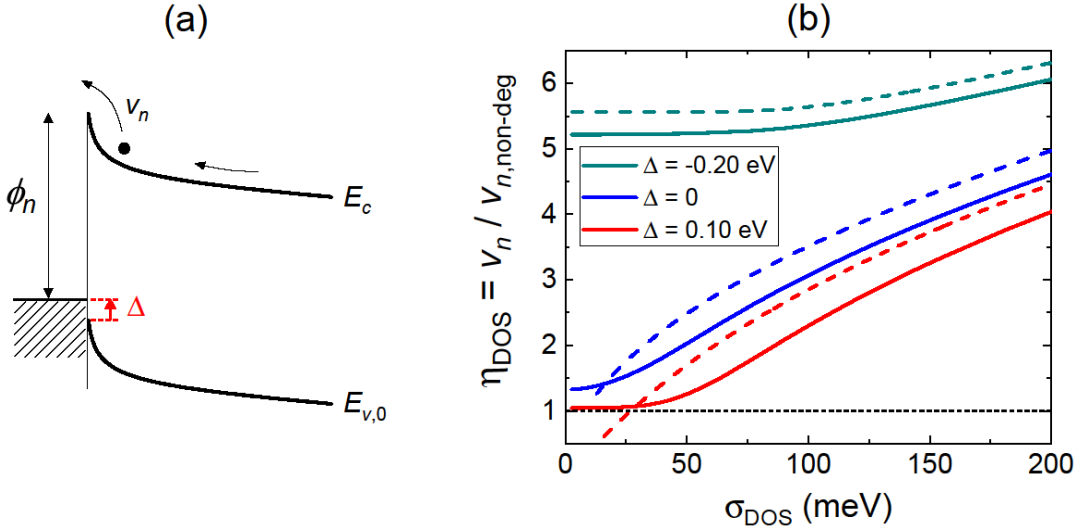 (a)
(b)
v_n
ϕ_n
E_c
Δ
E_v,0
η_DOS = v_n / v_n,non-deg
6
5
4
3
2
1
Δ = -0.20 eV
Δ = 0
Δ = 0.10 eV
0
50
100
150
200
σ_DOS (meV)